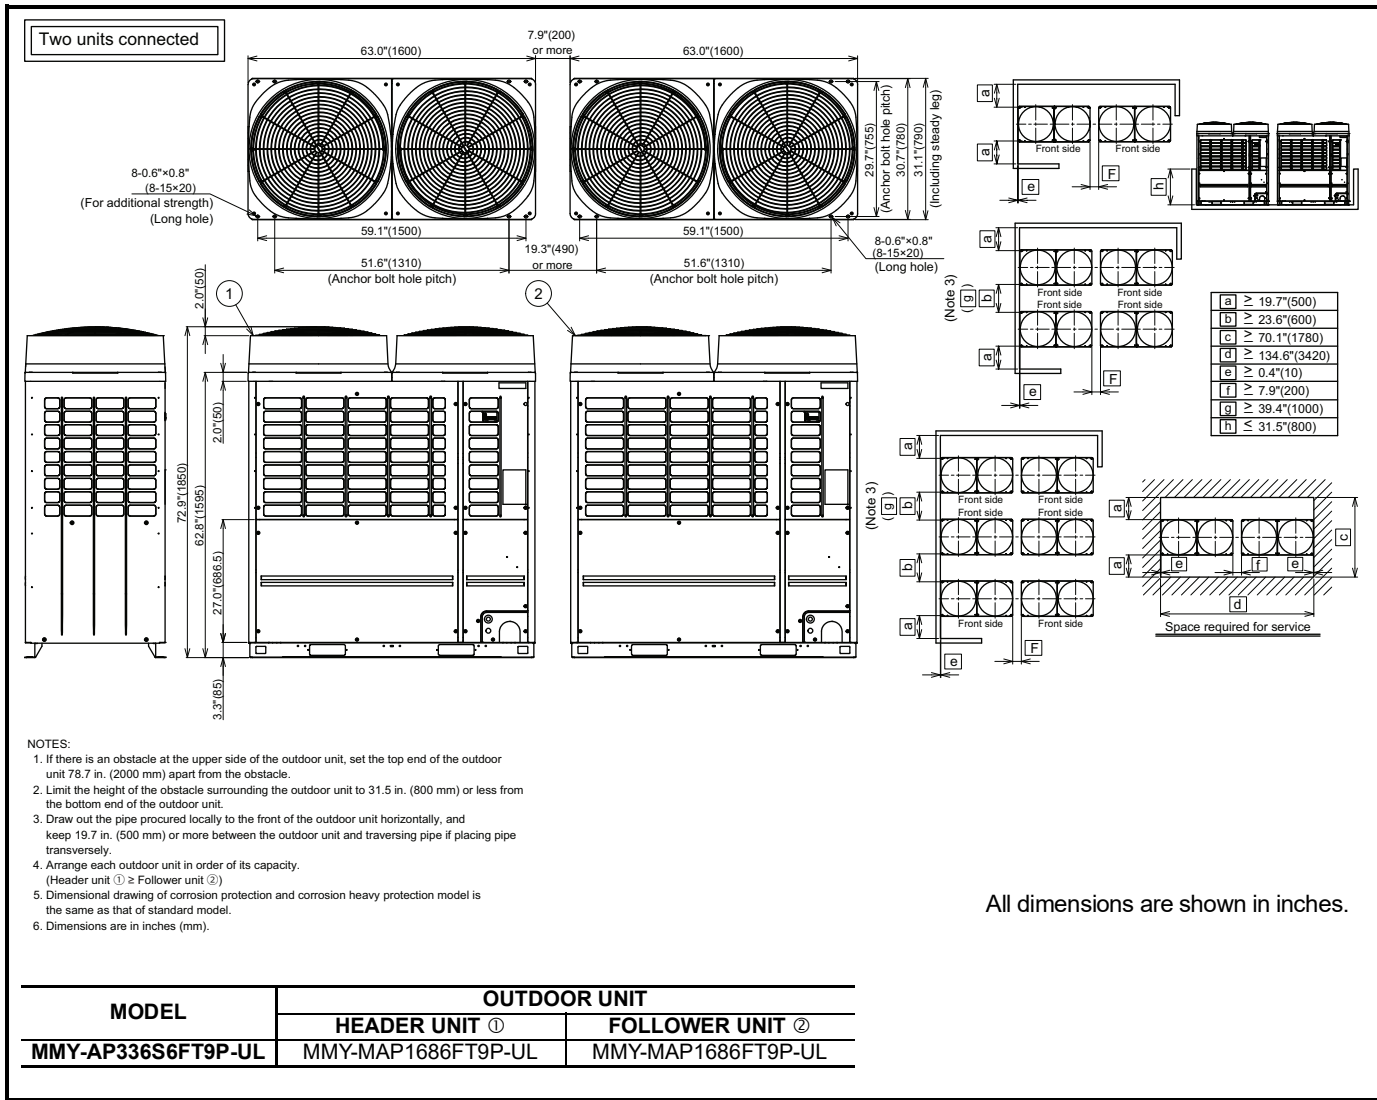 Two units connected
63.0"(1600)
7.9"(200)
or more
63.0"(1600)
29.7"(755)
(Anchor bolt hole pitch)
30.7"(780)
31.1"(790)
(Including steady leg)
8-0.6"×0.8"
(8-15×20)
(For additional strength)
(Long hole)
59.1"(1500)
19.3"(490)
or more
59.1"(1500)
51.6"(1310)
(Anchor bolt hole pitch)
51.6"(1310)
(Anchor bolt hole pitch)
8-0.6"×0.8"
(8-15×20)
(Long hole)
1
2
2.0"(50)
2.0"(50)
72.9"(1850)
62.8"(1595)
27.0"(686.5)
3.3"(85)
a
Front side Front side
a
e
F
h
a
Front side Front side
Front side Front side
(Note 3)
(g)
b
a
e
F
a ≥ 19.7"(500)
b ≥ 23.6"(600)
c ≥ 70.1"(1780)
d ≥ 134.6"(3420)
e ≥ 0.4"(10)
f ≥ 7.9"(200)
g ≥ 39.4"(1000)
h ≤ 31.5"(800)
a
Front side Front side
Front side Front side
(Note 3)
(g)
b
b
Front side Front side
a
e
F
a
a
c
e f e
d
Space required for service
NOTES:
1. If there is an obstacle at the upper side of the outdoor unit, set the top end of the outdoor
unit 78.7 in. (2000 mm) apart from the obstacle.
2. Limit the height of the obstacle surrounding the outdoor unit to 31.5 in. (800 mm) or less from
the bottom end of the outdoor unit.
3. Draw out the pipe procured locally to the front of the outdoor unit horizontally, and
keep 19.7 in. (500 mm) or more between the outdoor unit and traversing pipe if placing pipe
transversely.
4. Arrange each outdoor unit in order of its capacity.
(Header unit ① ≥ Follower unit ②)
5. Dimensional drawing of corrosion protection and corrosion heavy protection model is
the same as that of standard model.
6. Dimensions are in inches (mm).
All dimensions are shown in inches.
MODEL OUTDOOR UNIT
HEADER UNIT ① FOLLOWER UNIT ②
MMY-AP336S6FT9P-UL MMY-MAP1686FT9P-UL MMY-MAP1686FT9P-UL